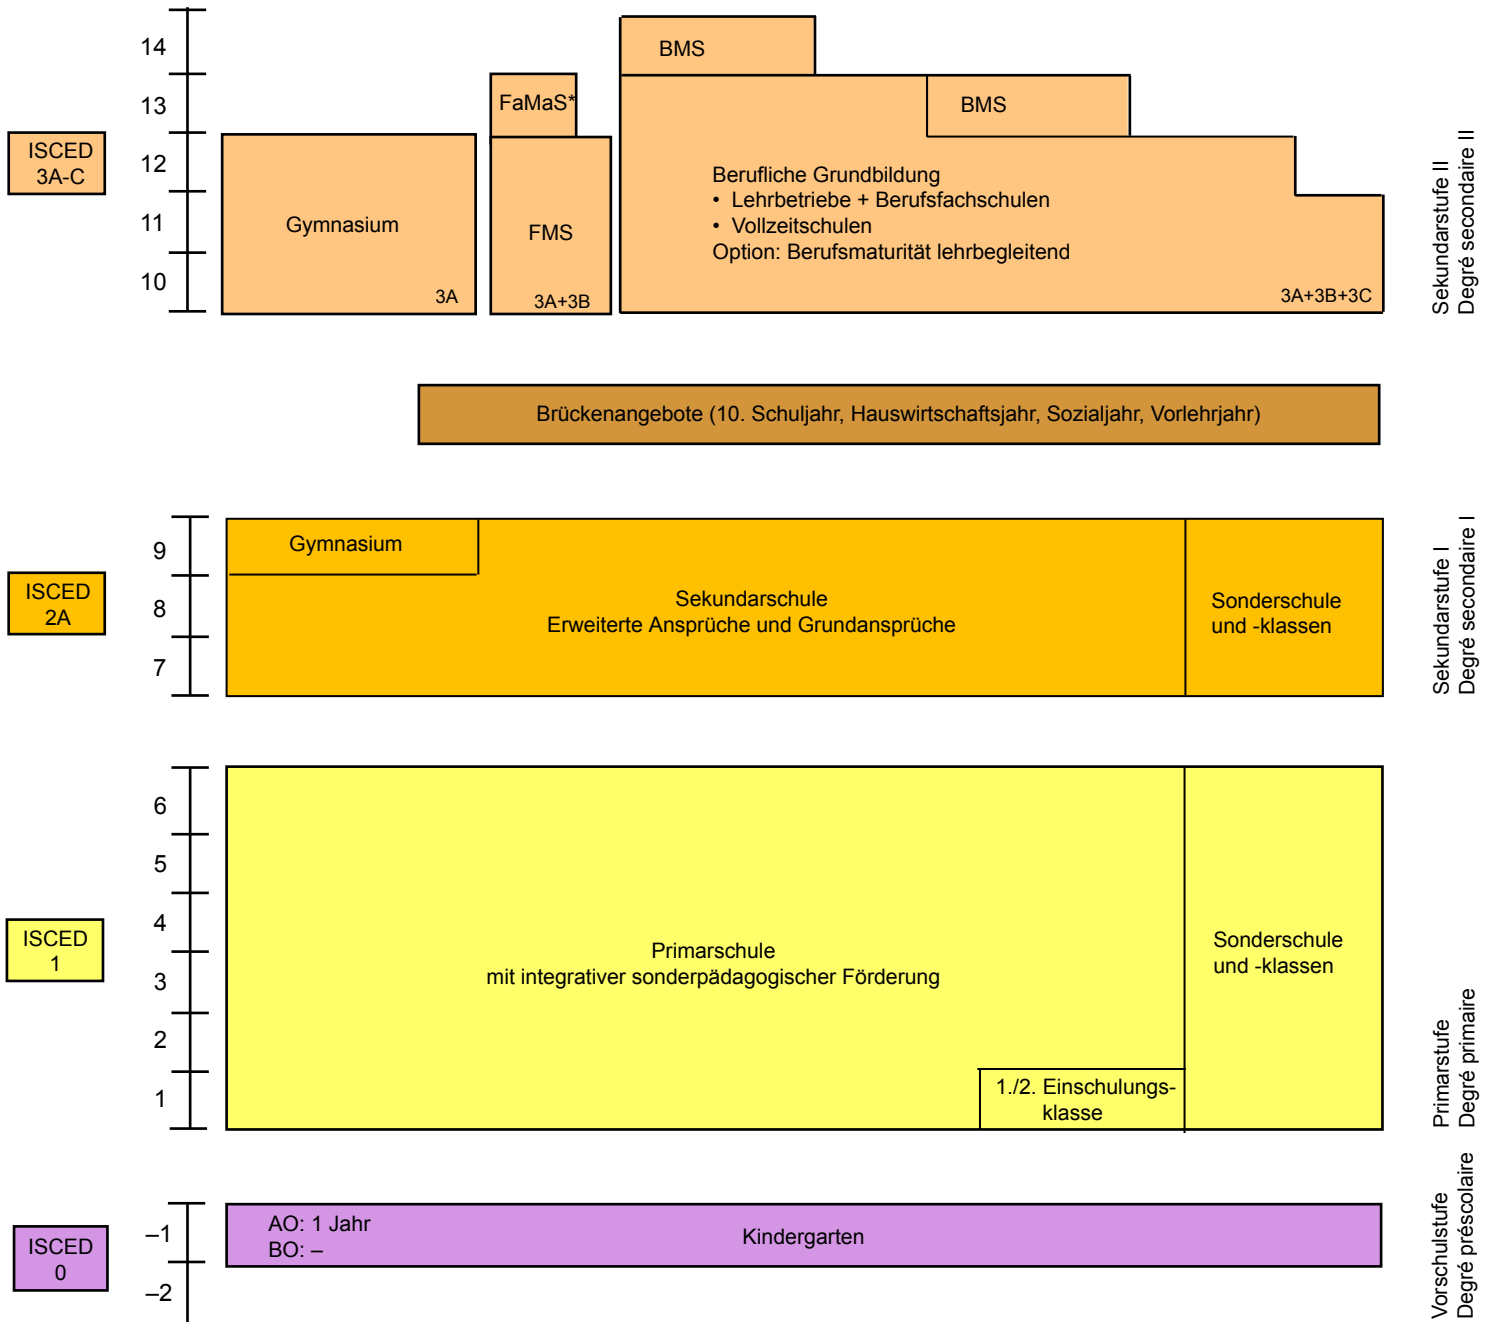 14
BMS
13
FaMaS*
BMS
ISCED
3A-C
12
11
10
Gymnasium
3A
FMS
3A+3B
Berufliche Grundbildung
• Lehrbetriebe + Berufsfachschulen
• Vollzeitschulen
Option: Berufsmaturität lehrbegleitend
3A+3B+3C
Sekundarstufe II
Degré secondaire II
Brückenangebote (10. Schuljahr, Hauswirtschaftsjahr, Sozialjahr, Vorlehrjahr)
ISCED
2A
9
8
7
Gymnasium
Sekundarschule
Erweiterte Ansprüche und Grundansprüche
Sonderschule
und -klassen
Sekundarstufe I
Degré secondaire I
ISCED
1
6
5
4
3
2
1
Primarschule
mit integrativer sonderpädagogischer Förderung
1./2. Einschulungs-
klasse
Sonderschule
und -klassen
Primarstufe
Degré primaire
ISCED
0
–1
–2
AO: 1 Jahr
BO: –
Kindergarten
Vorschulstufe
Degré préscolaire